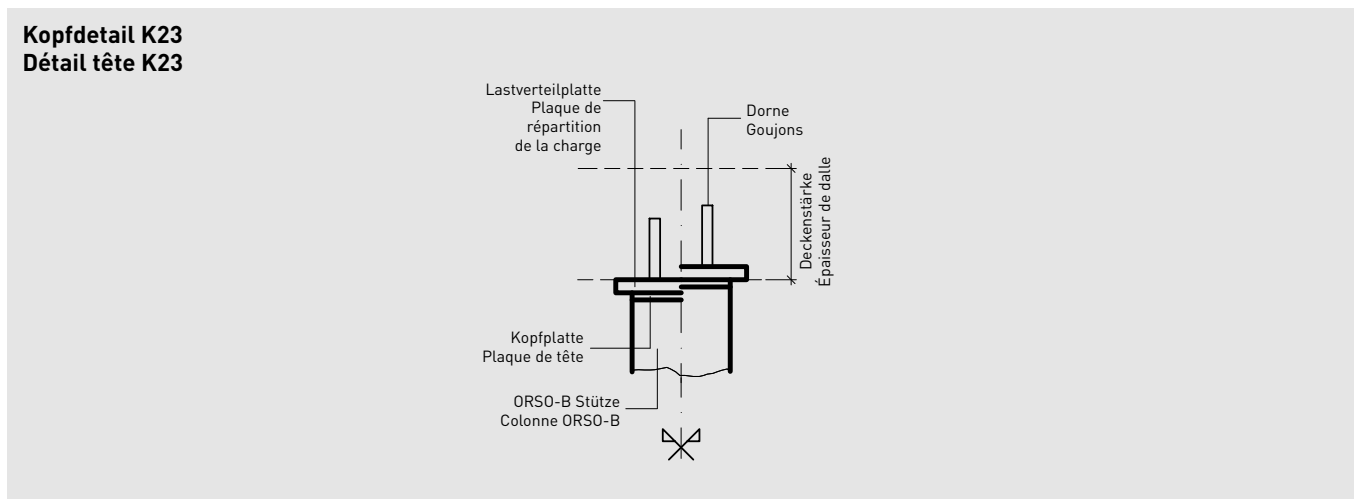 Kopfdetail K23
Détail tête K23
Lastverteilplatte
Plaque de
répartition
de la charge
Dorne
Goujons
Deckenstärke
Épaisseur de dalle
Kopfplatte
Plaque de tête
ORSO-B Stütze
Colonne ORSO-B